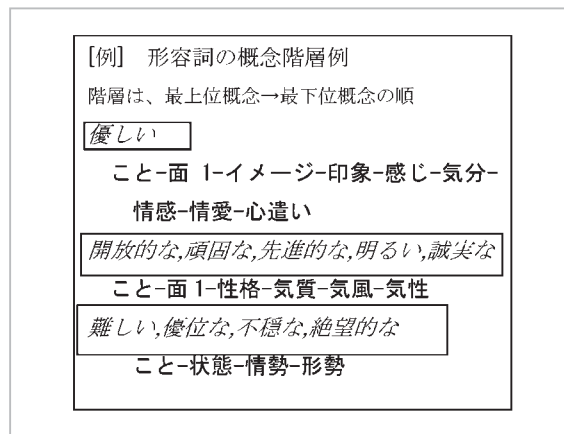 [例] 形容詞の概念階層例
階層は、最上位概念→最下位概念の順
優しい
こと-面 1-イメージ-印象-感じ-気分-
情感-情愛-心遣い
開放的な,頑固な,先進的な,明るい,誠実な
こと-面1-性格-気質-気風-気性
難しい,優位な,不穏な,絶望的な
こと-状態-情勢-形勢